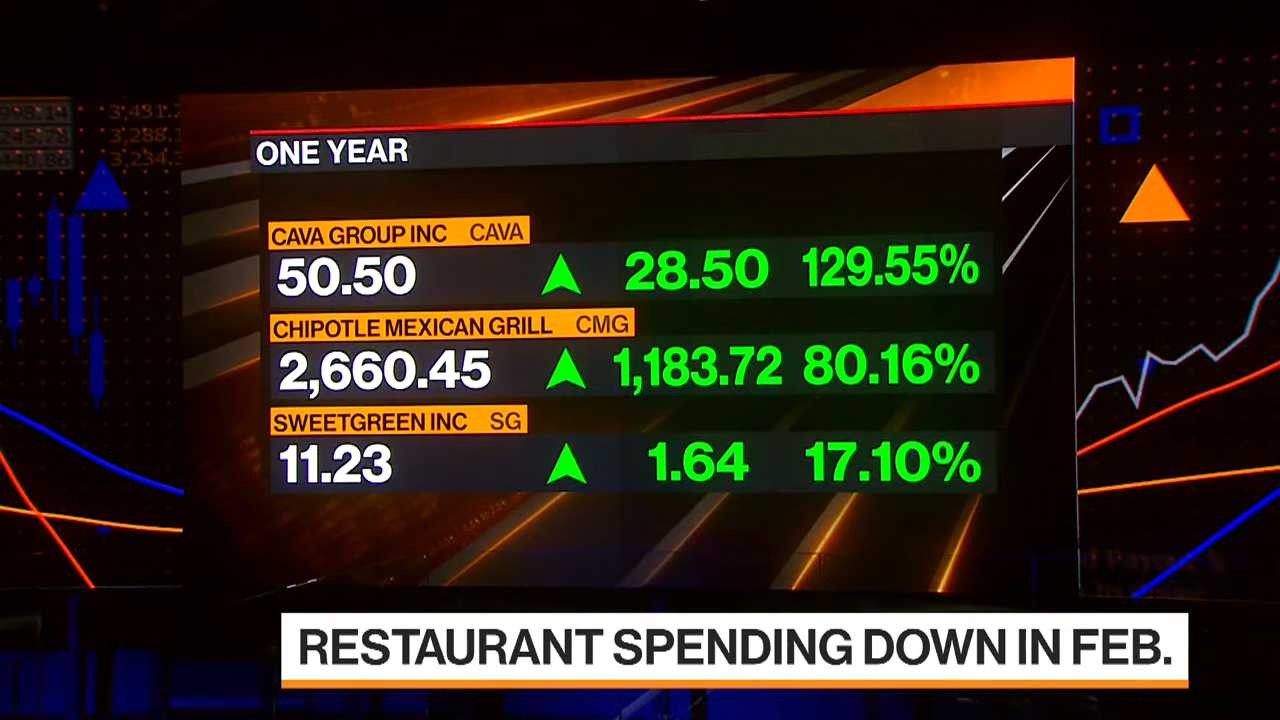 ONE YEAR
CAVA GROUP INC CAVA
50.50 28.50 129.55%
CHIPOTLE MEXICAN GRILL CMG
2,660.45 1,183.72 80.16%
SWEETGREEN INC SG
11.23 1.64 17.10%
RESTAURANT SPENDING DOWN IN FEB.